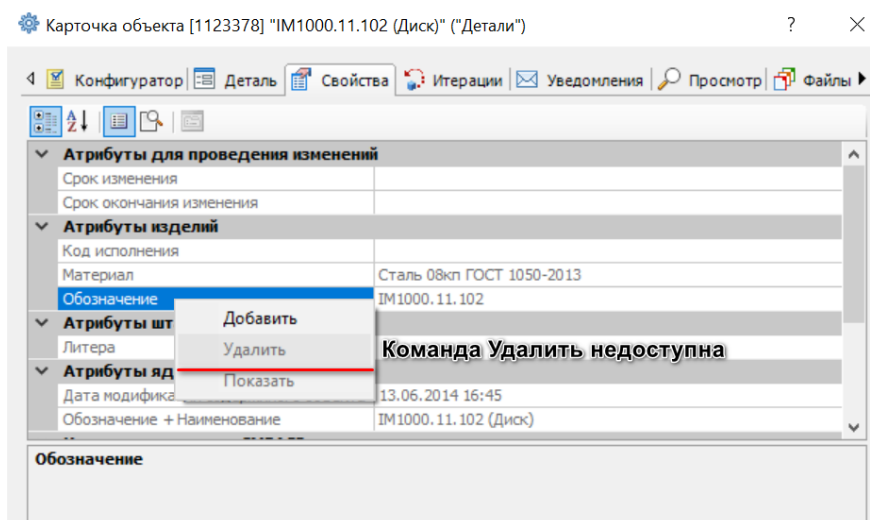 Карточка объекта [1123378] "IM1000.11.102 (Диск)" ("Детали") ?
Конфигуратор Деталь Свойства Итерации Уведомления Просмотр Файлы
Атрибуты для проведения изменений
Срок изменения
Срок окончания изменения
Атрибуты изделий
Код исполнения
Материал Сталь 08кп ГОСТ 1050-2013
Обозначение IM1000.11.102
Добавить
Атрибуты шт
Литера Удалить Команда Удалить недоступна
Атрибуты яд
Показать
Дата модифика 13.06.2014 16:45
Обозначение + Наименование IM1000.11.102 (Диск)
Обозначение